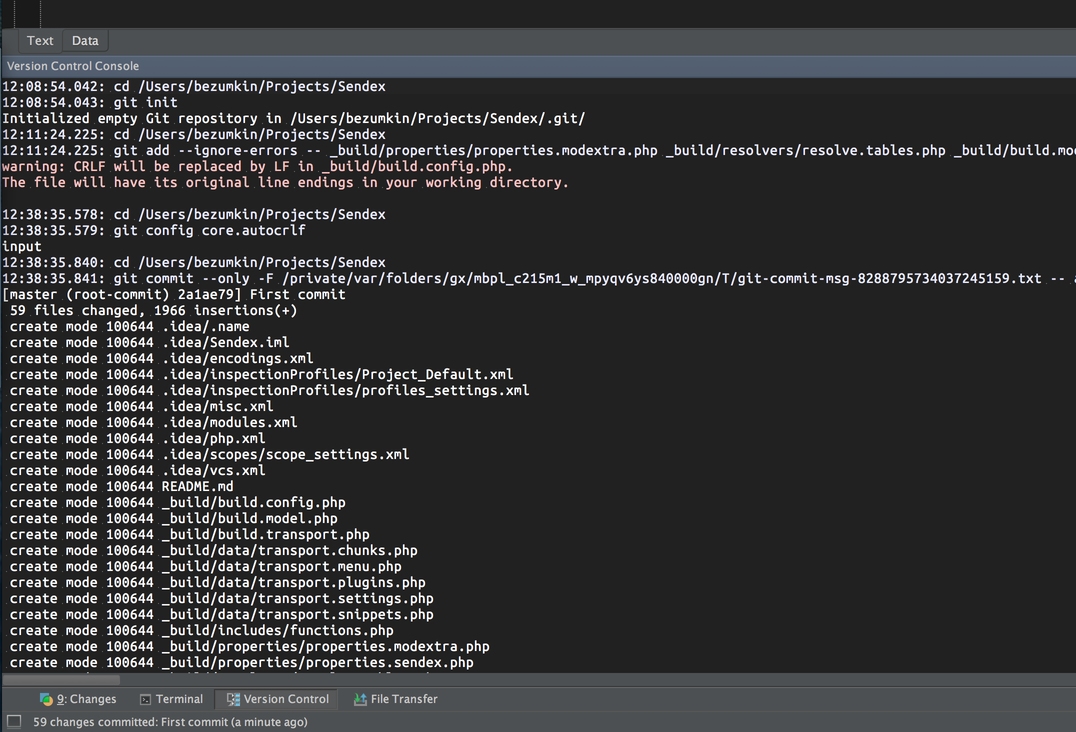 Text Data
Version Control Console
12:08:54.042: cd /Users/bezumkin/Projects/Sendex
12:08:54.043: git init
Initialized empty Git repository in /Users/bezumkin/Projects/Sendex/.git/
12:11:24.225: cd /Users/bezumkin/Projects/Sendex
12:11:24.225: git add --ignore-errors -- _build/properties/properties.modextra.php _build/resolvers/resolve.tables.php _build/build.mo
warning: CRLF will be replaced by LF in _build/build.config.php.
The file will have its original line endings in your working directory.
12:38:35.578: cd /Users/bezumkin/Projects/Sendex
12:38:35.579: git config core.autocrlf
input
12:38:35.840: cd /Users/bezumkin/Projects/Sendex
12:38:35.841: git commit --only -F /private/var/folders/gx/mbpl_c215m1_w_mpyqv6ys840000gn/T/git-commit-msg-8288795734037245159.txt --
[master (root-commit) 2a1ae79] First commit
59 files changed, 1966 insertions(+)
create mode 100644 .idea/.name
create mode 100644 .idea/Sendex.iml
create mode 100644 .idea/encodings.xml
create mode 100644 .idea/inspectionProfiles/Project_Default.xml
create mode 100644 .idea/inspectionProfiles/profiles_settings.xml
create mode 100644 .idea/misc.xml
create mode 100644 .idea/modules.xml
create mode 100644 .idea/php.xml
create mode 100644 .idea/scopes/scope_settings.xml
create mode 100644 .idea/vcs.xml
create mode 100644 README.md
create mode 100644 _build/build.config.php
create mode 100644 _build/build.model.php
create mode 100644 _build/build.transport.php
create mode 100644 _build/data/transport.chunks.php
create mode 100644 _build/data/transport.menu.php
create mode 100644 _build/data/transport.plugins.php
create mode 100644 _build/data/transport.settings.php
create mode 100644 _build/data/transport.snippets.php
create mode 100644 _build/includes/functions.php
create mode 100644 _build/properties/properties.modextra.php
create mode 100644 _build/properties/properties.sendex.php
9: Changes Terminal Version Control File Transfer
59 changes committed: First commit (a minute ago)